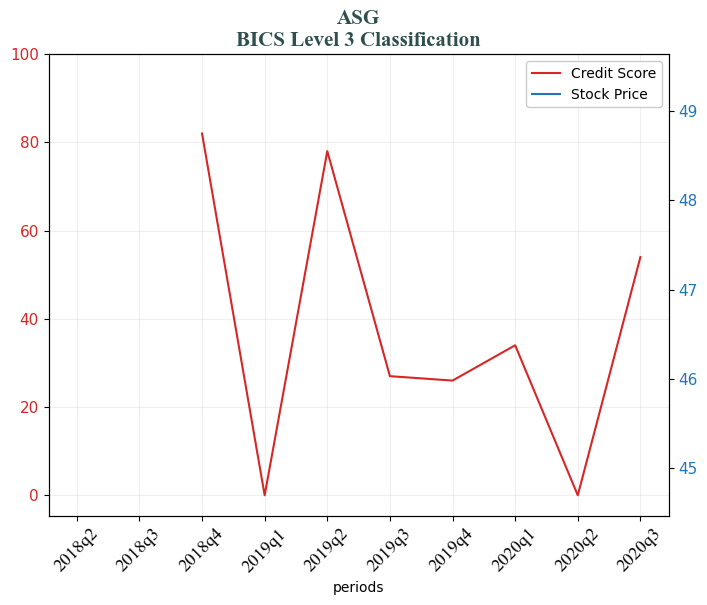 ASG
BICS Level 3 Classification
100
80
60
40
20
0
Credit Score
Stock Price
49
48
47
46
45
2018q2
2018q3
2018q4
2019q1
2019q2
2019q3
2019q4
2020q1
2020q2
2020q3
periods